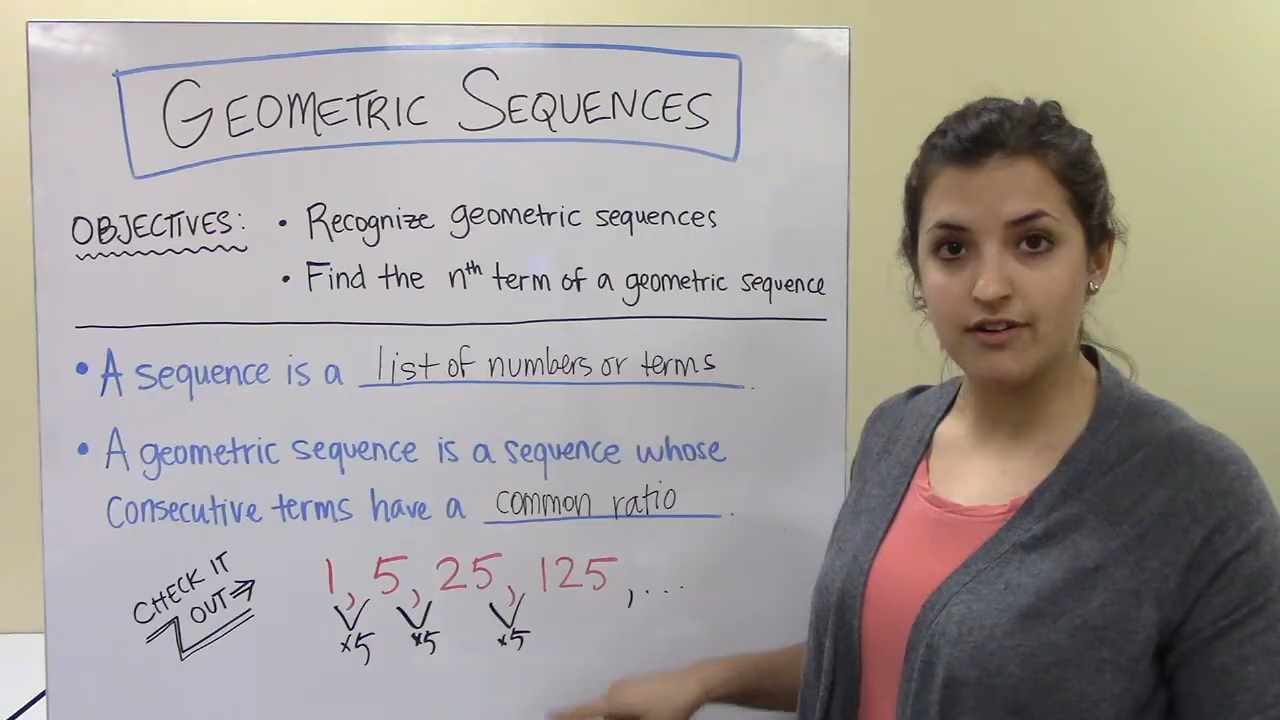 GEOMETRIC SEQUENCES
OBJECTIVES: • Recognize geometric sequences
• Find the nth term of a geometric sequence
• A sequence is a list of numbers or terms.
• A geometric sequence is a sequence whose
consecutive terms have a common ratio.
CHECK IT
OUT
1, 5, 25, 125, ...
×5 ×5 ×5